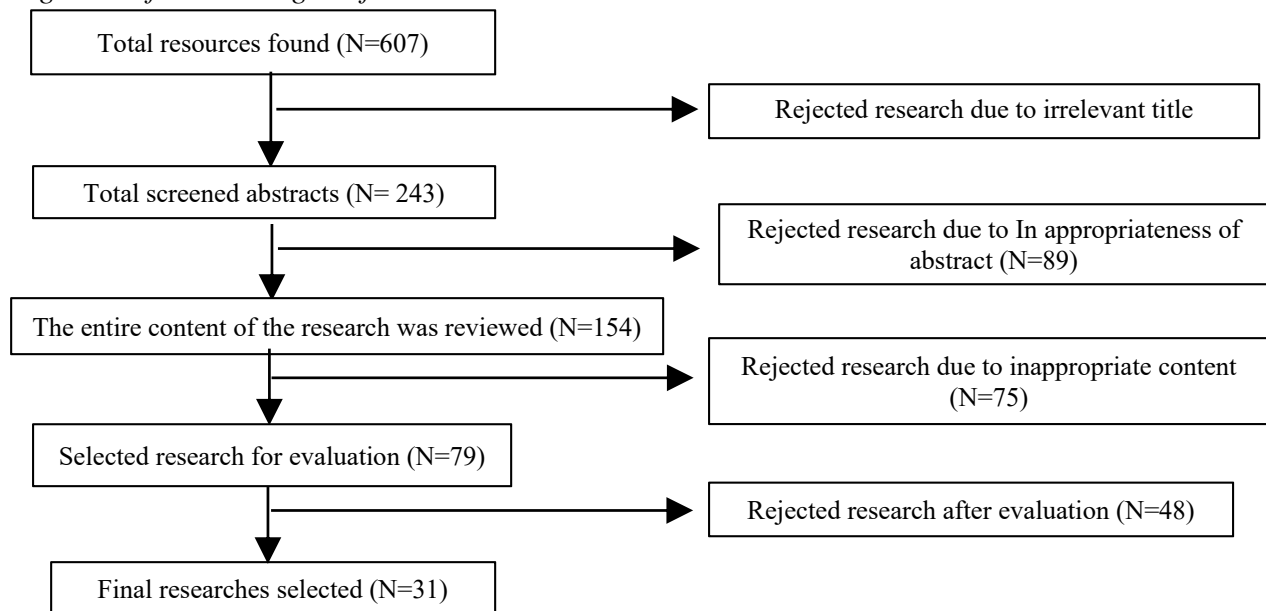 Total resources found (N=607)
Rejected research due to irrelevant title
Total screened abstracts (N= 243)
Rejected research due to In appropriateness of
abstract (N=89)
The entire content of the research was reviewed (N=154)
Rejected research due to inappropriate content
(N=75)
Selected research for evaluation (N=79)
Rejected research after evaluation (N=48)
Final researches selected (N=31)